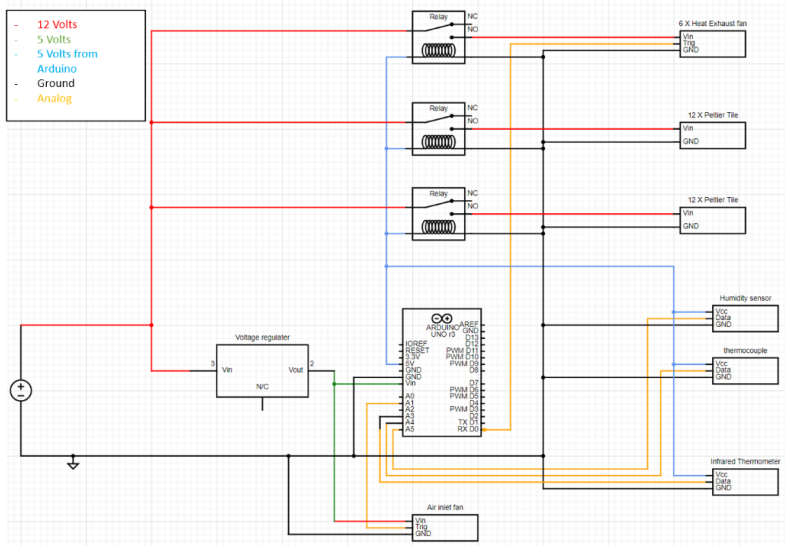 - 12 Volts
- 5 Volts
- 5 Volts from
Arduino
- Ground
- Analog
Relay
NC
NO
6 X Heat Exhaust fan
Vin
Trig
GND
Relay
NC
NO
12 X Peltier Tile
Vin
GND
Relay
NC
NO
12 X Peltier Tile
Vin
GND
Humidity sensor
Vcc
Data
GND
thermocouple
Vcc
Data
GND
Infrared Thermometer
Vcc
Data
GND
Voltage regulater
3
Vin
Vout
2
N/C
ARDUINO
UNO r3
IOREF
RESET
3.3V
5V
GND
GND
Vin
A0
A1
A2
A3
A4
A5
AREF
GND
D13
D12
PWM D11
PWM D10
PWM D9
D8
D7
PWM D6
PWM D5
D4
PWM D3
D2
TX D1
RX D0
Air inlet fan
Vin
Trig
GND